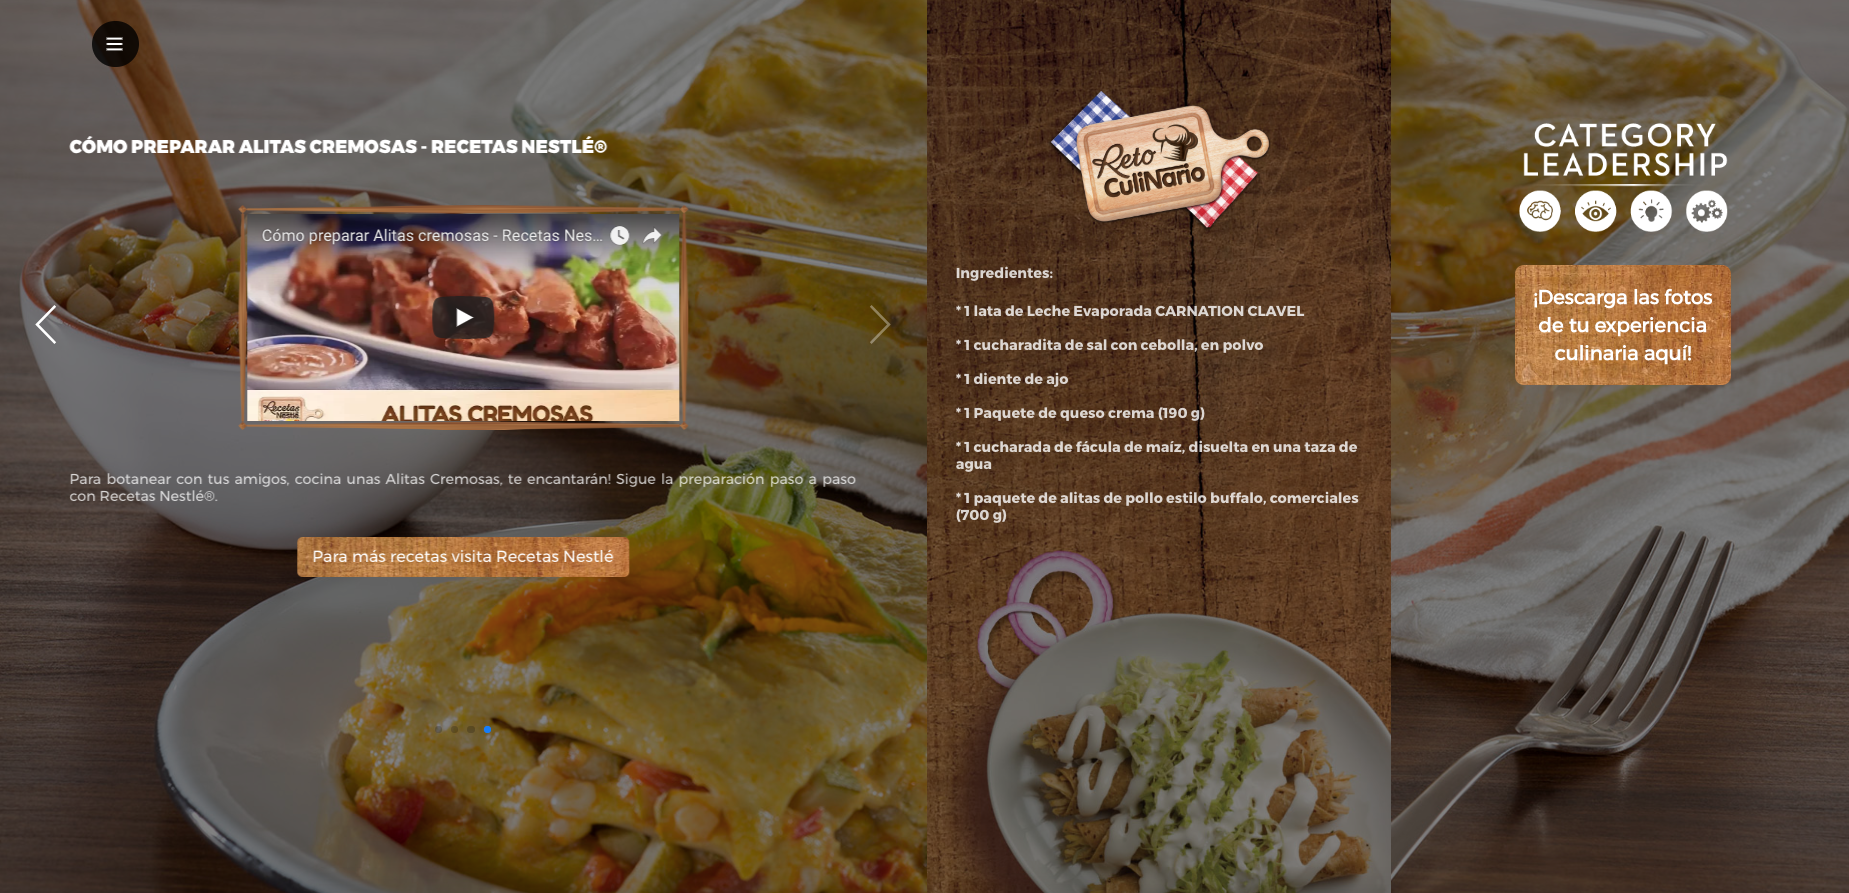 CÓMO PREPARAR ALITAS CREMOSAS - RECETAS NESTLÉ®
Cómo preparar Alitas cremosas - Recetas Nes...
Recetas
Nestlé
ALITAS CREMOSAS
Para botanear con tus amigos, cocina unas Alitas Cremosas, te encantarán! Sigue la preparación paso a paso
con Recetas Nestlé®.
Para más recetas visita Recetas Nestlé
Reto
CuliNario
Ingredientes:
* 1 lata de Leche Evaporada CARNATION CLAVEL
* 1 cucharadita de sal con cebolla, en polvo
* 1 diente de ajo
* 1 Paquete de queso crema (190 g)
* 1 cucharada de fácula de maíz, disuelta en una taza de
agua
* 1 paquete de alitas de pollo estilo buffalo, comerciales
(700 g)
CATEGORY
LEADERSHIP
¡Descarga las fotos
de tu experiencia
culinaria aquí!